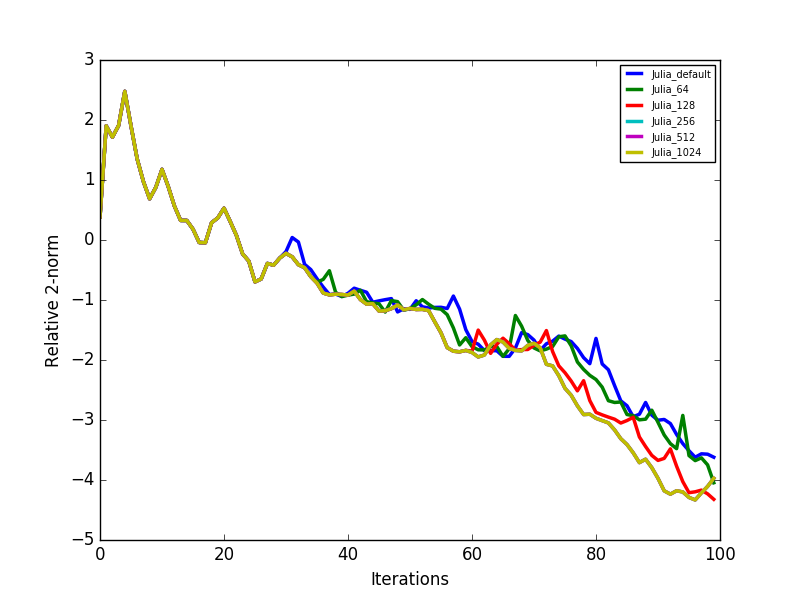 3
2
1
0
−1
−2
−3
−4
−5
0 20 40 60 80 100
Relative 2-norm
Iterations
Julia_default
Julia_64
Julia_128
Julia_256
Julia_512
Julia_1024